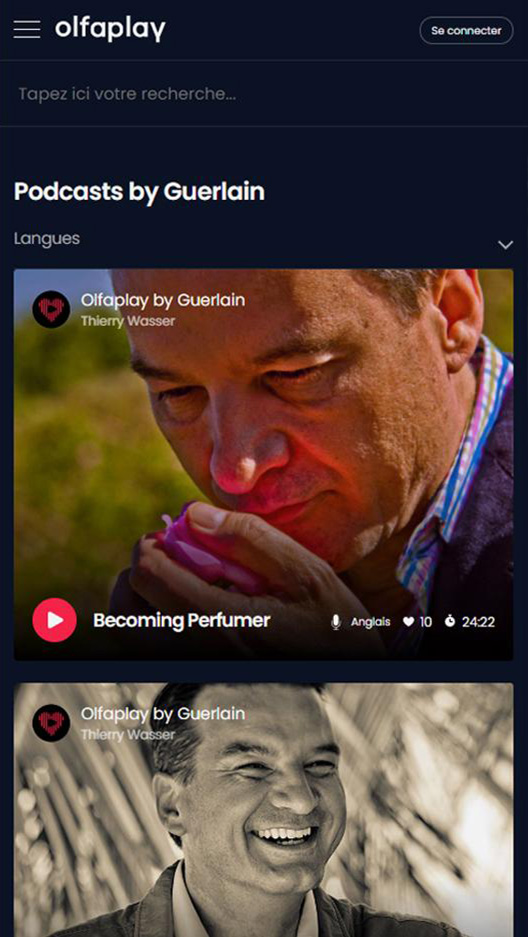 olfaplay
Se connecter
Tapez ici votre recherche...
Podcasts by Guerlain
Langues
Olfaplay by Guerlain
Thierry Wasser
Becoming Perfumer
Anglais 10 24:22
Olfaplay by Guerlain
Thierry Wasser